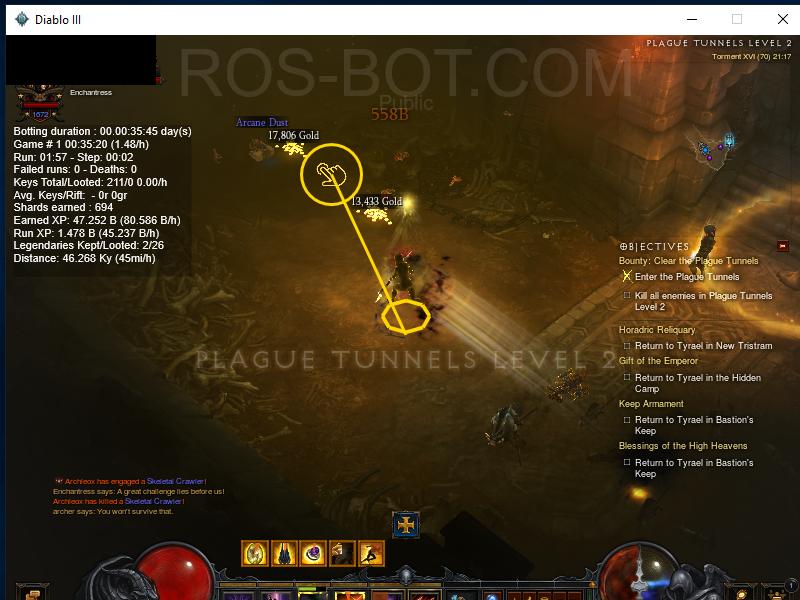 Diablo III
PLAGUE TUNNELS LEVEL 2
Torment XVI (70) 21:17
ROS-BOT.COM
Public
Enchantress
1672
558B
Arcane Dust
17,806 Gold
13,433 Gold
Botting duration : 00.00:35:45 day(s)
Game # 1 00:35:20 (1.48/h)
Run: 01:57 - Step: 00:02
Failed runs: 0 - Deaths: 0
Keys Total/Looted: 211/0 0.00/h
Avg. Keys/Rift: - 0r 0gr
Shards earned : 694
Earned XP: 47.252 B (80.586 B/h)
Run XP: 1.478 B (45.237 B/h)
Legendaries Kept/Looted: 2/26
Distance: 46.268 Ky (45mi/h)
OBJECTIVES
Bounty: Clear the Plague Tunnels
Enter the Plague Tunnels
Kill all enemies in Plague Tunnels
Level 2
Horadric Reliquary
Return to Tyrael in New Tristram
Gift of the Emperor
Return to Tyrael in the Hidden
Camp
Keep Armament
Return to Tyrael in Bastion's
Keep
Blessings of the High Heavens
Return to Tyrael in Bastion's
Keep
PLAGUE TUNNELS LEVEL 2
Archleox has engaged a Skeletal Crawler!
Enchantress says: A great challenge lies before us!
Archleox has killed a Skeletal Crawler!
archer says: You won't survive that.
1